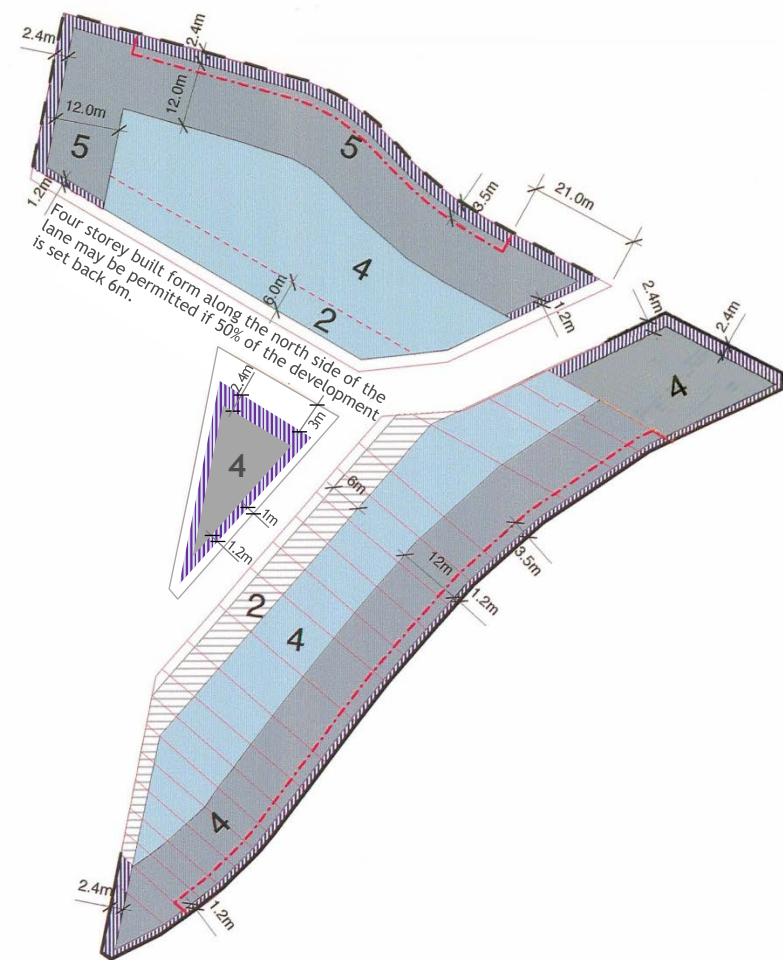 2.4m
2.4m
12.0m
12.0m
5
5
3.5m
21.0m
1.2m
4
6.0m
2
1.2m
Four storey built form along the north side of the
lane may be permitted if 50% of the development
is set back 6m.
2.4m
2.4m
4
2.4m
3m
4
1m
1.2m
6m
12m
3.5m
1.2m
2
4
4
2.4m
1.2m